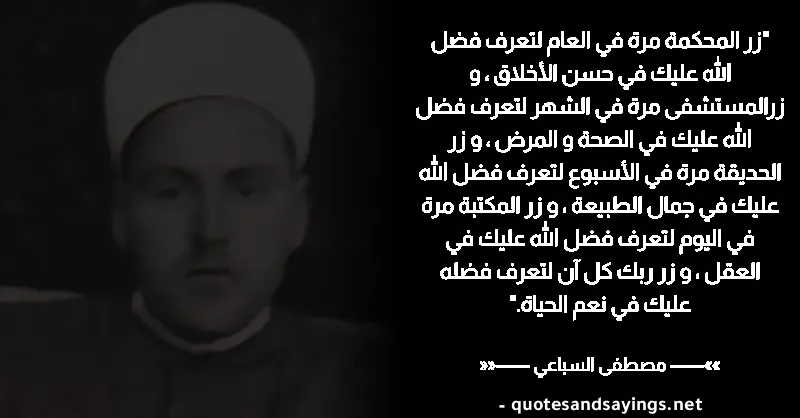 "زر المحكمة مرة في العام لتعرف فضل
الله عليك في حسن الأخلاق ، و
زرالمستشفى مرة في الشهر لتعرف فضل
الله عليك في الصحة و المرض ، و زر
الحديقة مرة في الأسبوع لتعرف فضل الله
عليك في جمال الطبيعة ، و زر المكتبة مرة
في اليوم لتعرف فضل الله عليك في
العقل ، و زر ربك كل آن لتعرف فضله
عليك في نعم الحياة."
»—— مصطفى السباعي ——««
- quotesandsayings.net